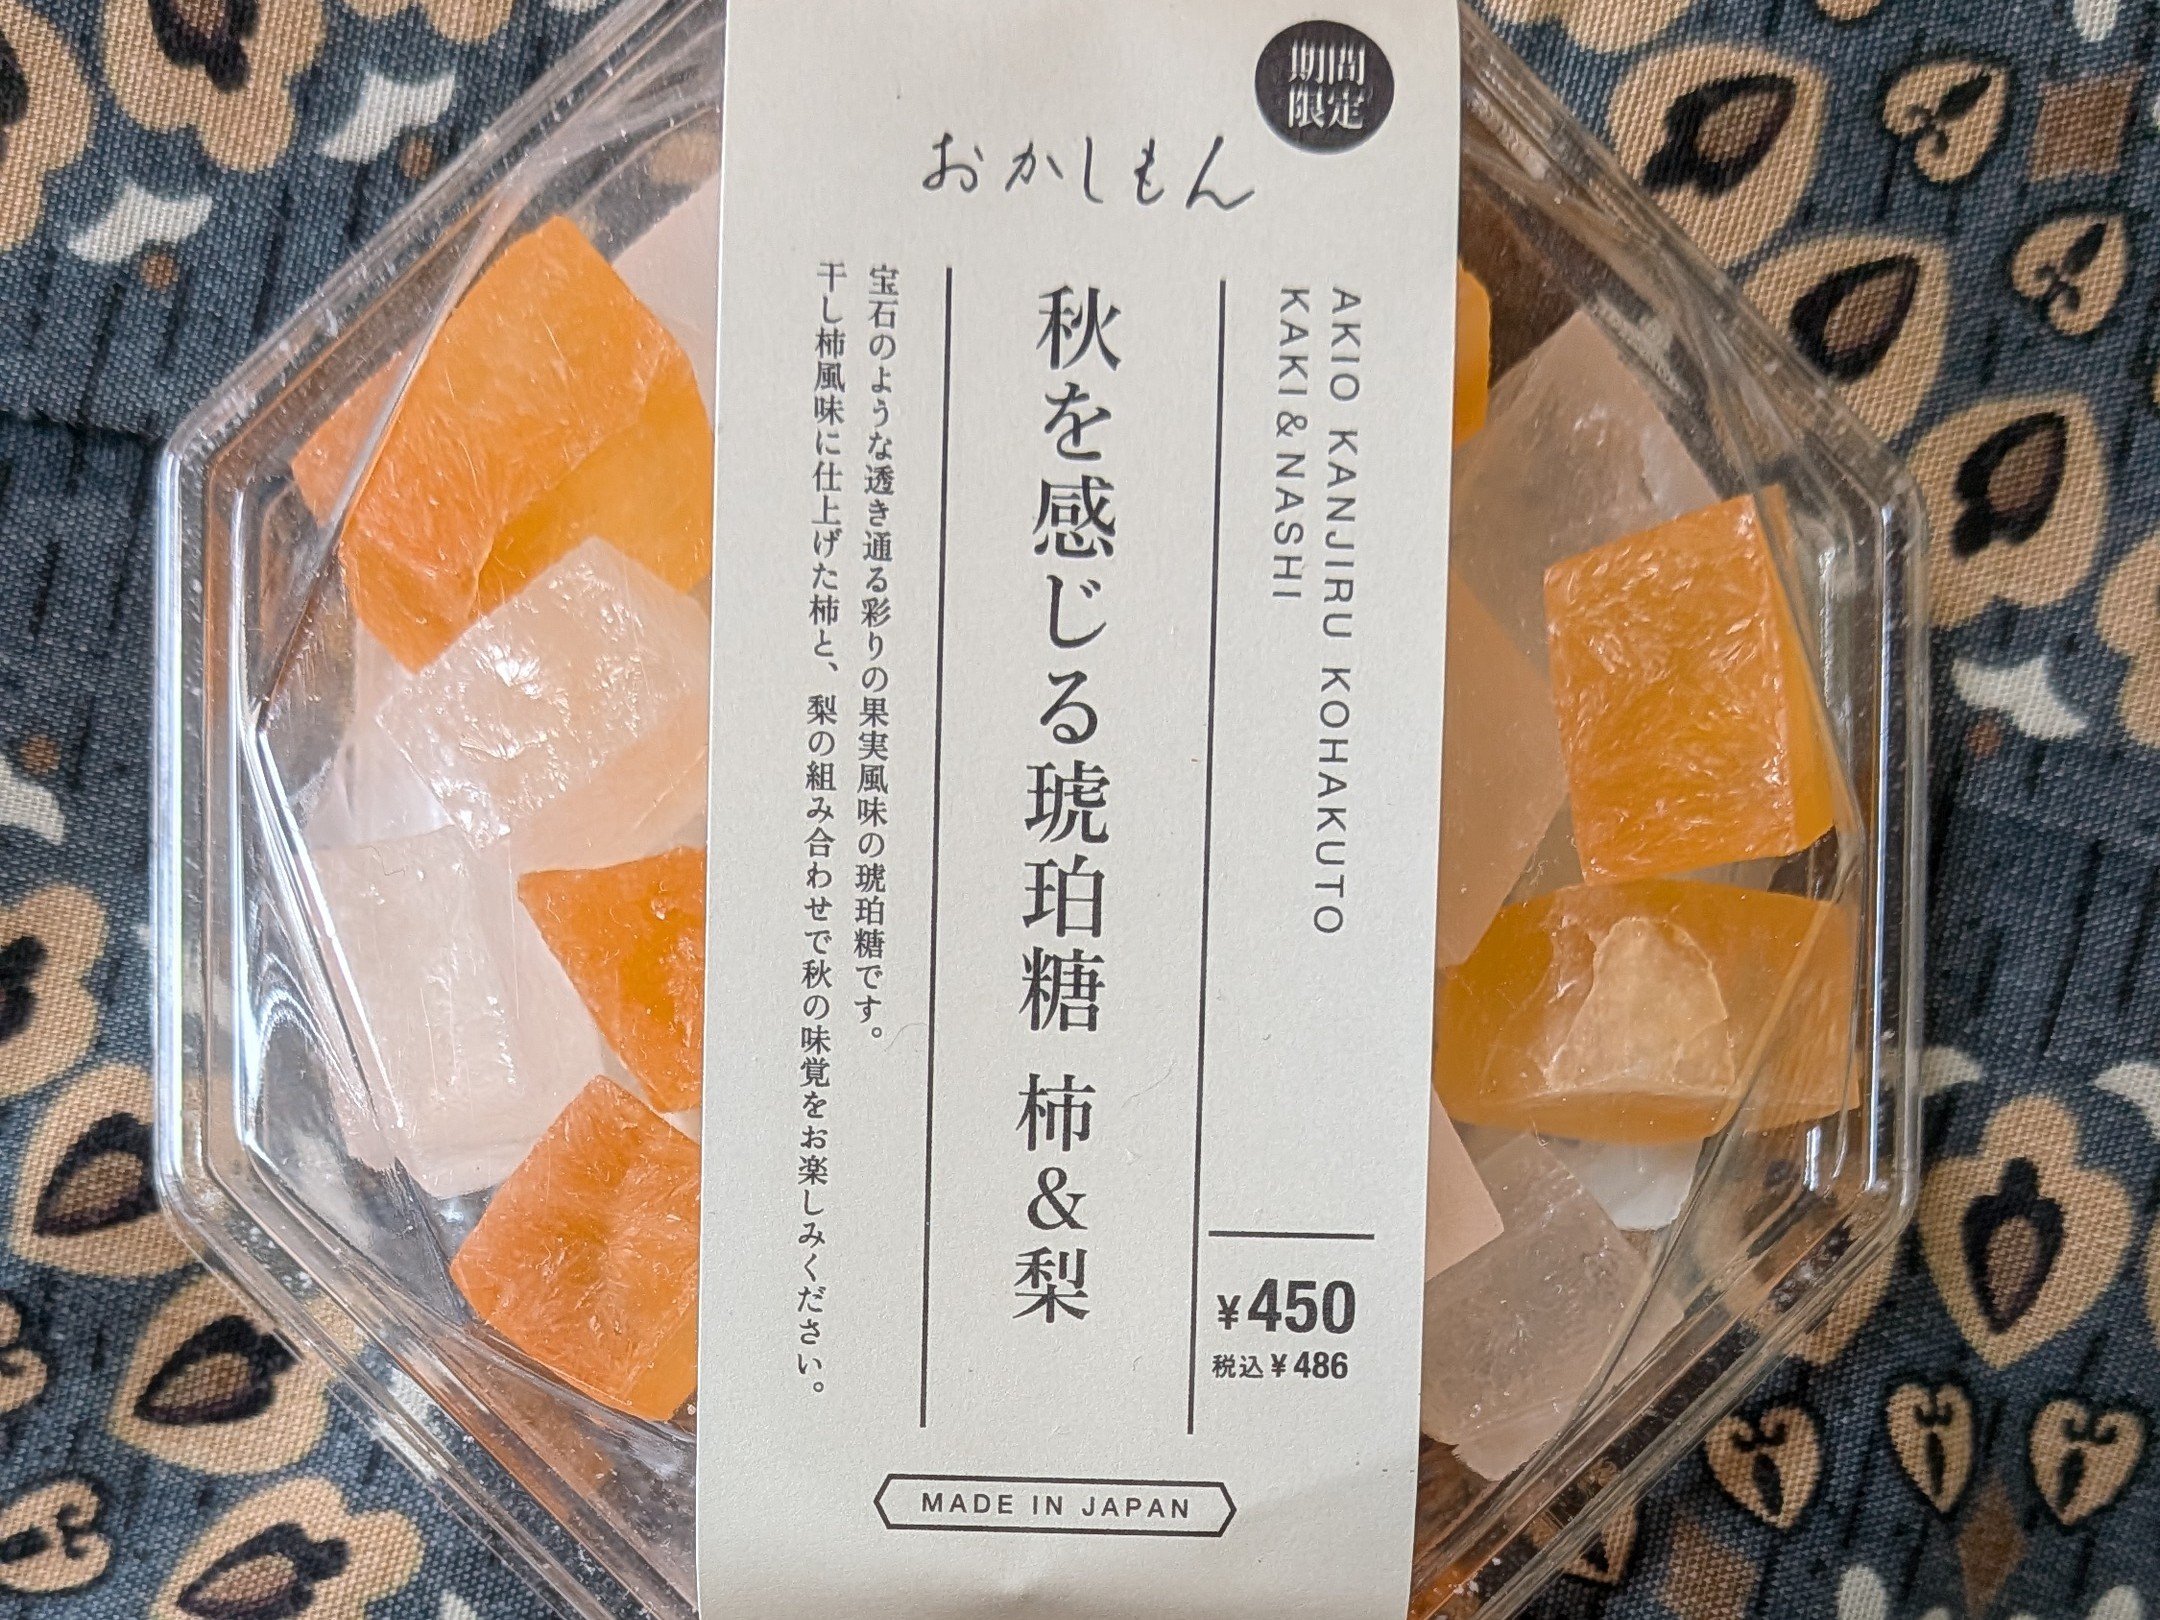 期間
限定
おかしもん
AKIO KANJIRU KOHAKUTO
KAKI & NASHI
秋を感じる琥珀糖 柿&梨
宝石のような透き通る彩りの果実風味の琥珀糖です。
干し柿風味に仕上げた柿と、梨の組み合わせで秋の味覚をお楽しみください。
¥450
税込¥486
MADE IN JAPAN